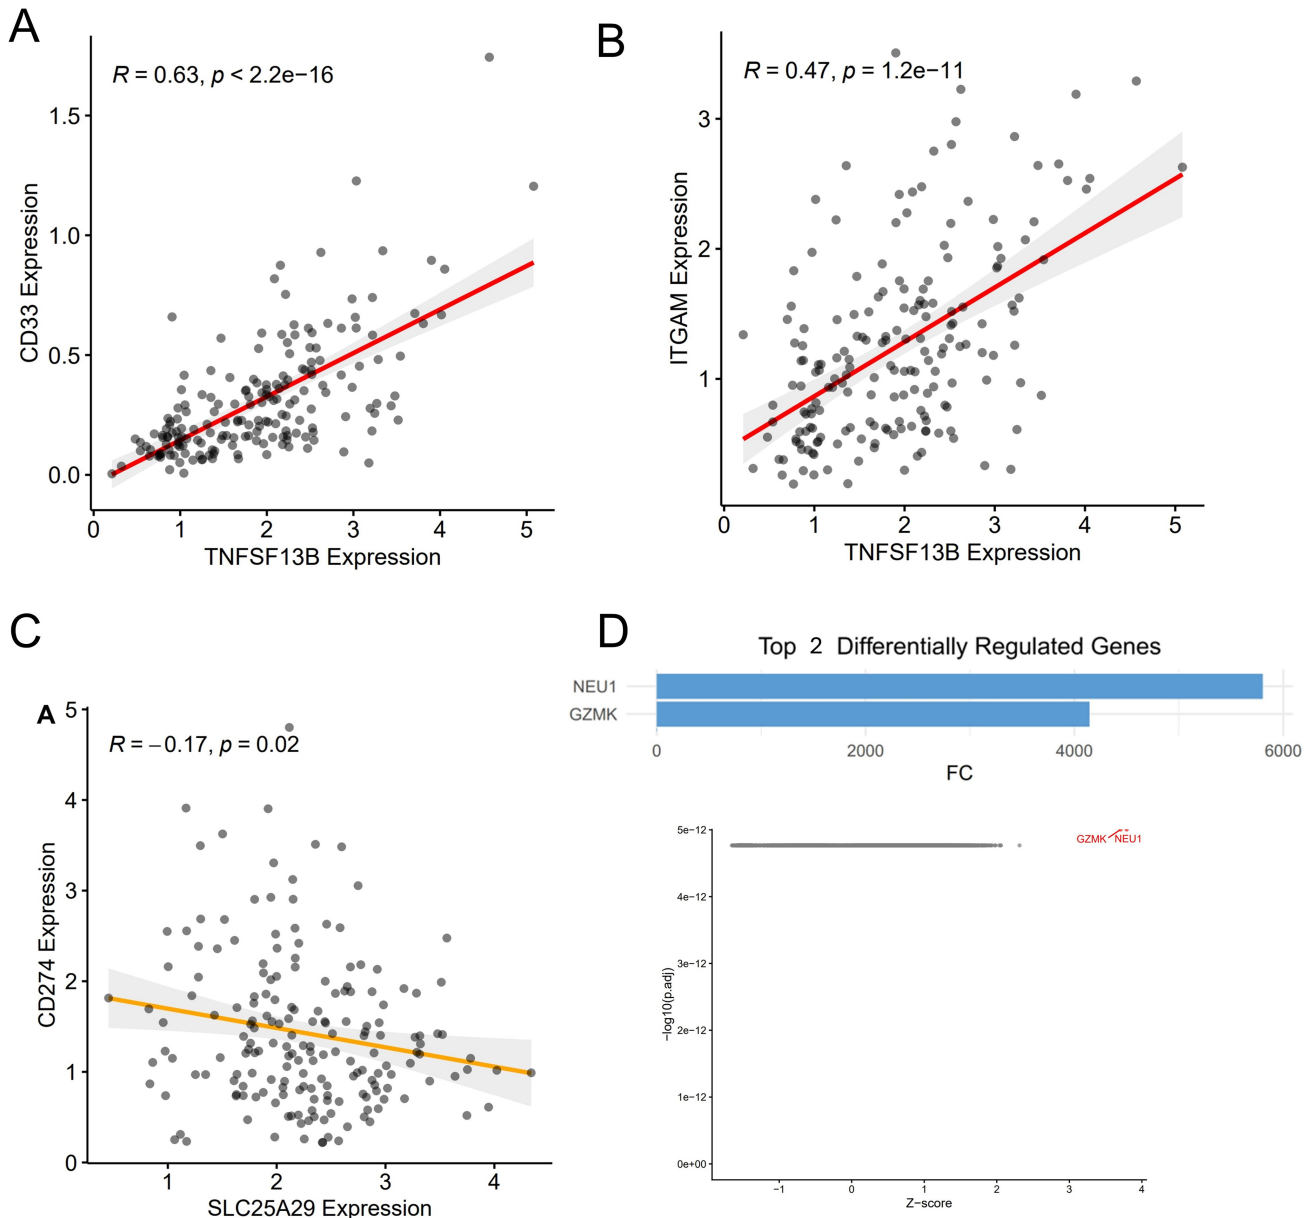 A
R = 0.63, p < 2.2e−16
CD33 Expression
1.5
1.0
0.5
0.0
0 1 2 3 4 5
TNFSF13B Expression
B
R = 0.47, p = 1.2e−11
ITGAM Expression
3
2
1
0 1 2 3 4 5
TNFSF13B Expression
C
A
R = −0.17, p = 0.02
CD274 Expression
5
4
3
2
1
0
1 2 3 4
SLC25A29 Expression
D
Top 2 Differentially Regulated Genes
NEU1
GZMK
0 2000 4000 6000
FC
5e−12
4e−12
3e−12
2e−12
1e−12
0e+00
−log10(p.adj)
GZMK NEU1
−1 0 1 2 3 4
Z−score